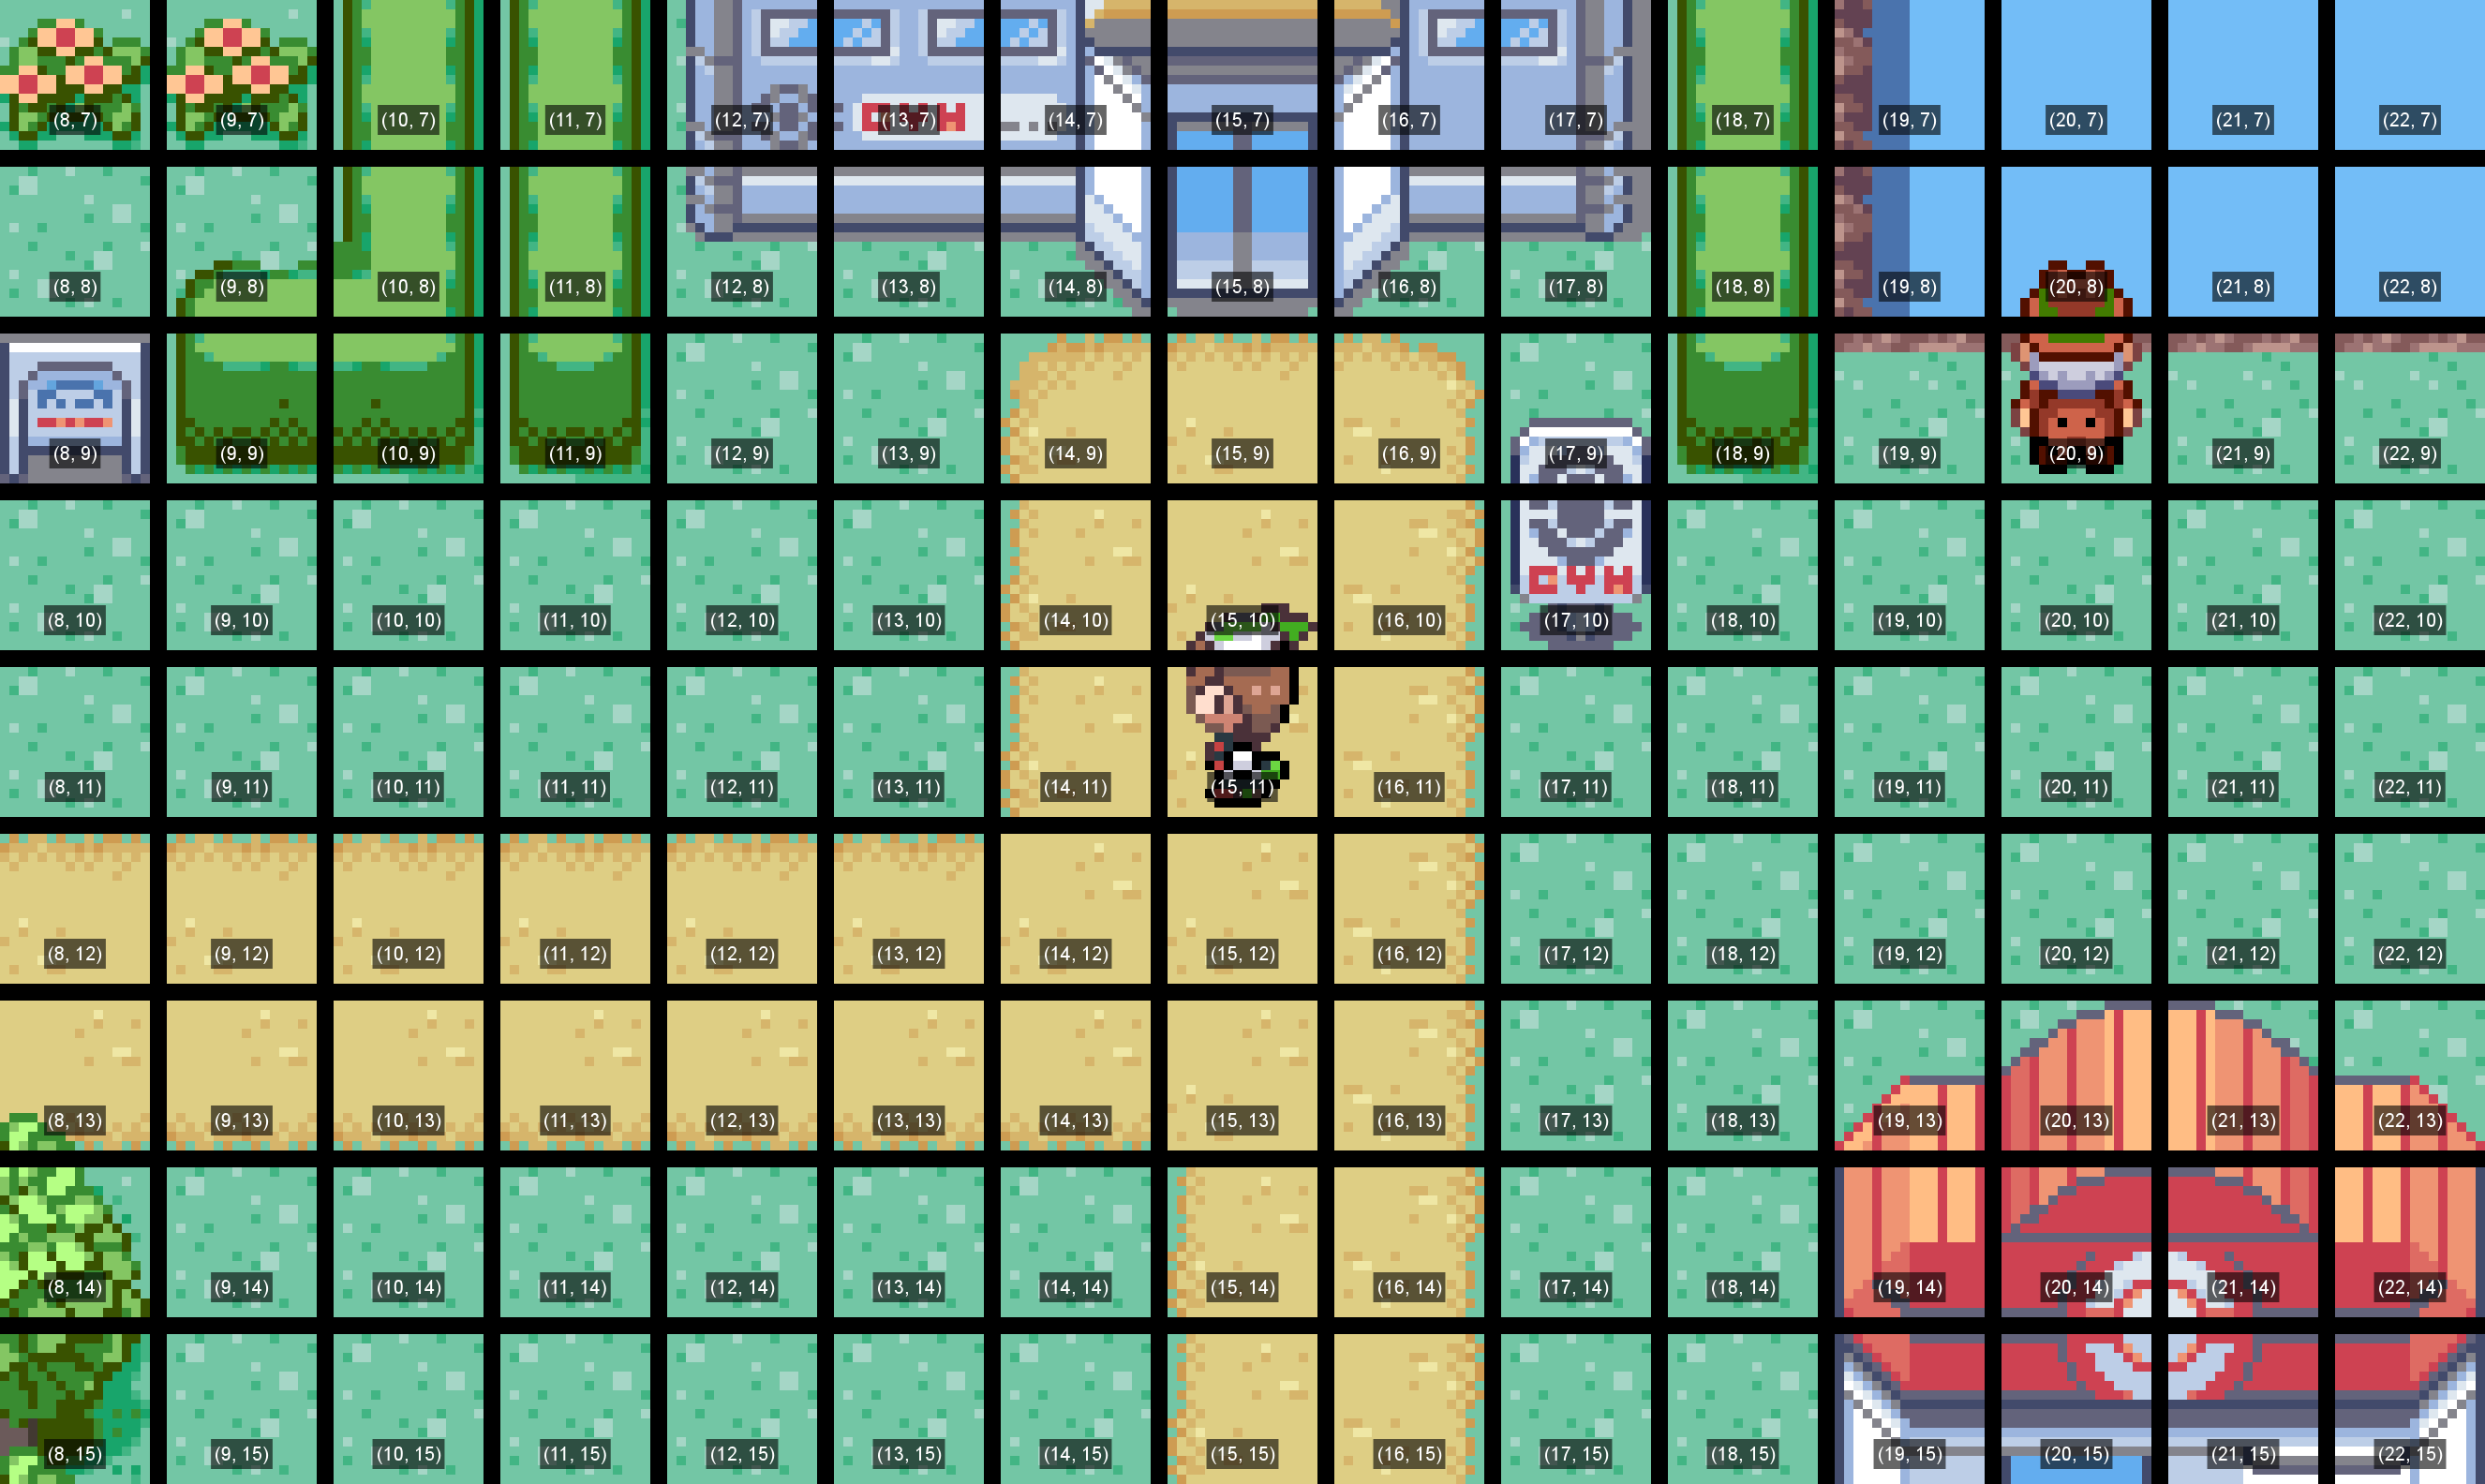 GYM
(8, 7) (9, 7) (10, 7) (11, 7) (12, 7) (13, 7) (14, 7) (15, 7) (16, 7) (17, 7) (18, 7) (19, 7) (20, 7) (21, 7) (22, 7)
(8, 8) (9, 8) (10, 8) (11, 8) (12, 8) (13, 8) (14, 8) (15, 8) (16, 8) (17, 8) (18, 8) (19, 8) (20, 8) (21, 8) (22, 8)
(8, 9) (9, 9) (10, 9) (11, 9) (12, 9) (13, 9) (14, 9) (15, 9) (16, 9) (17, 9) (18, 9) (19, 9) (20, 9) (21, 9) (22, 9)
GYM
(8, 10) (9, 10) (10, 10) (11, 10) (12, 10) (13, 10) (14, 10) (15, 10) (16, 10) (17, 10) (18, 10) (19, 10) (20, 10) (21, 10) (22, 10)
(8, 11) (9, 11) (10, 11) (11, 11) (12, 11) (13, 11) (14, 11) (15, 11) (16, 11) (17, 11) (18, 11) (19, 11) (20, 11) (21, 11) (22, 11)
(8, 12) (9, 12) (10, 12) (11, 12) (12, 12) (13, 12) (14, 12) (15, 12) (16, 12) (17, 12) (18, 12) (19, 12) (20, 12) (21, 12) (22, 12)
(8, 13) (9, 13) (10, 13) (11, 13) (12, 13) (13, 13) (14, 13) (15, 13) (16, 13) (17, 13) (18, 13) (19, 13) (20, 13) (21, 13) (22, 13)
(8, 14) (9, 14) (10, 14) (11, 14) (12, 14) (13, 14) (14, 14) (15, 14) (16, 14) (17, 14) (18, 14) (19, 14) (20, 14) (21, 14) (22, 14)
(8, 15) (9, 15) (10, 15) (11, 15) (12, 15) (13, 15) (14, 15) (15, 15) (16, 15) (17, 15) (18, 15) (19, 15) (20, 15) (21, 15) (22, 15)